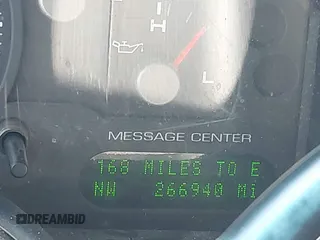 H
L
MESSAGE CENTER
168 MILES TO E
NW 266940 Mi
DREAMBID